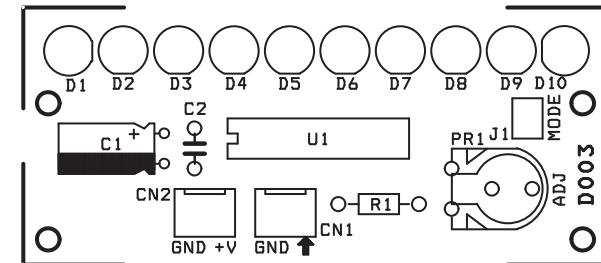 D1 D2 D3 D4 D5 D6 D7 D8 D9 D10
C2
MODE
J1
+
C1
U1
PR1
D003
ADJ
CN2
R1
CN1
GND +V
GND